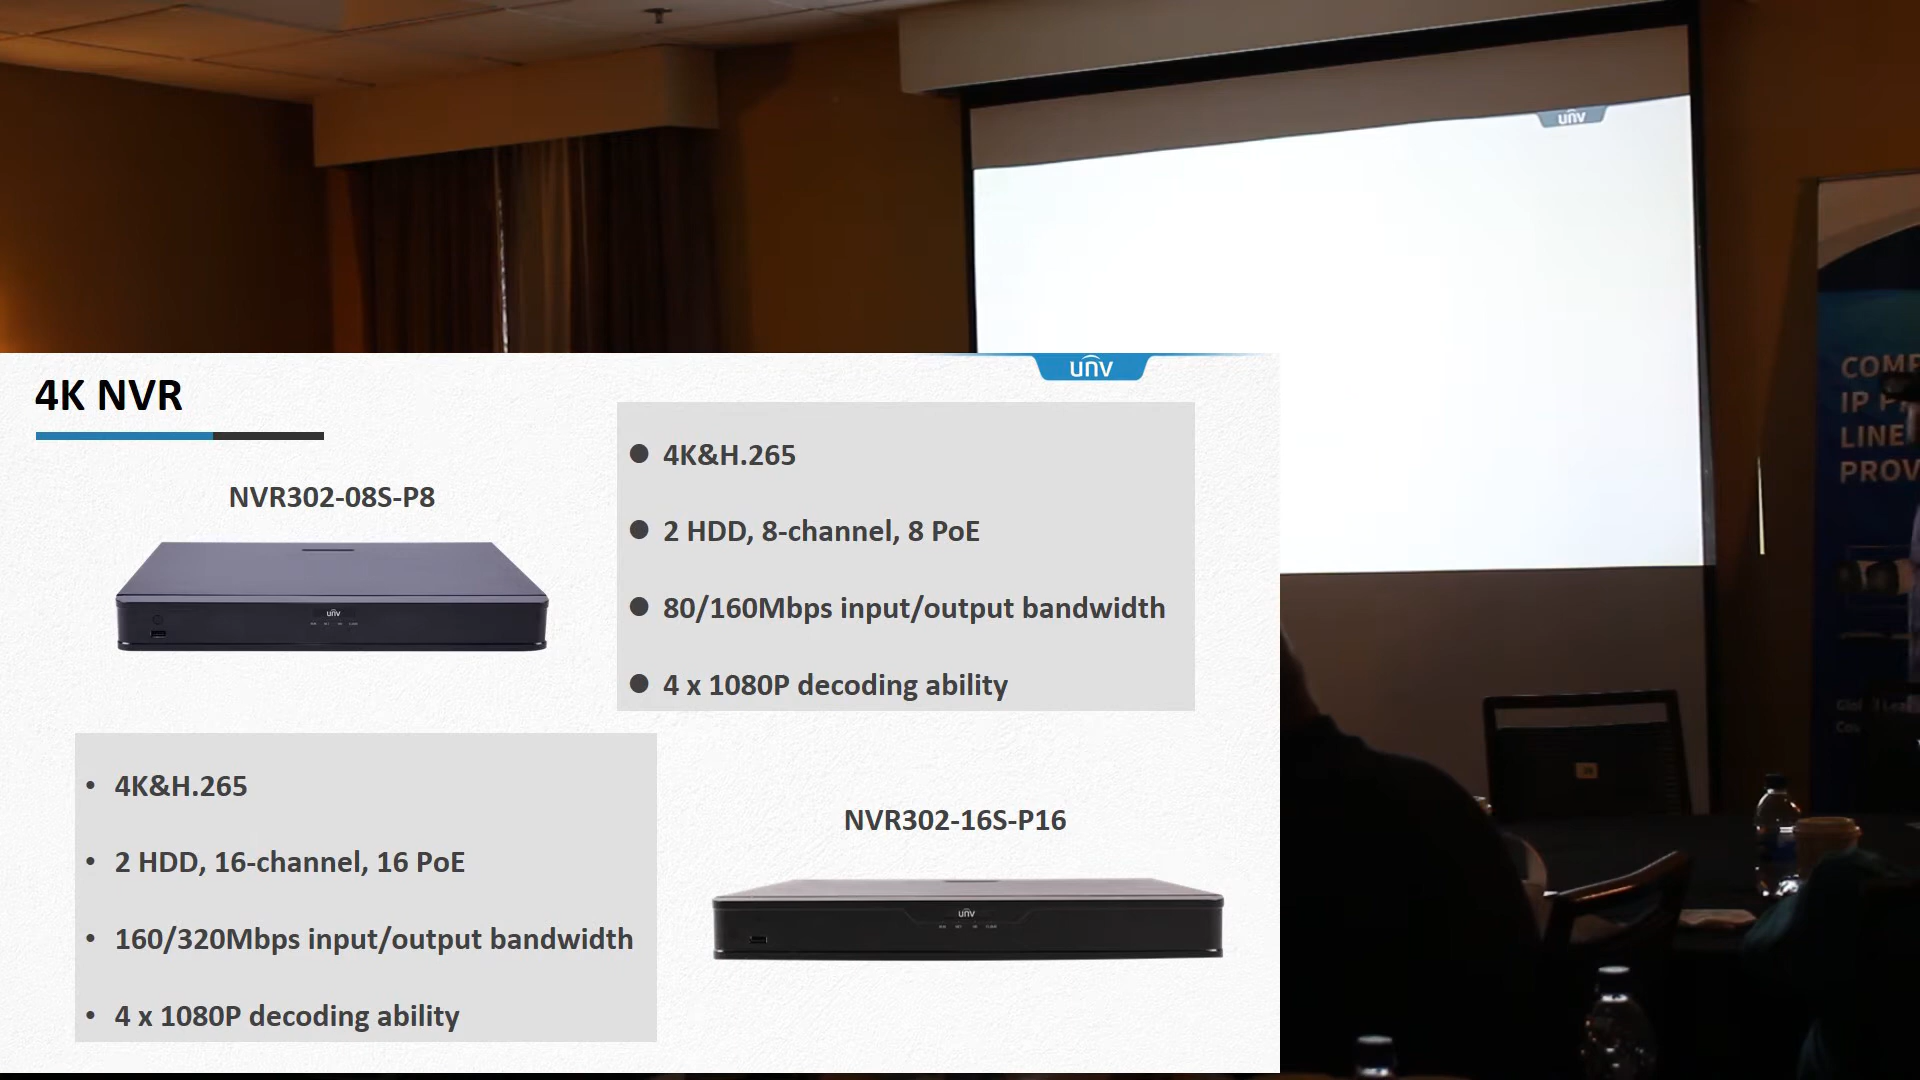 unv
unv
4K NVR
NVR302-08S-P8
unv
4K&H.265
2 HDD, 8-channel, 8 PoE
80/160Mbps input/output bandwidth
4 x 1080P decoding ability
4K&H.265
2 HDD, 16-channel, 16 PoE
160/320Mbps input/output bandwidth
4 x 1080P decoding ability
NVR302-16S-P16
unv
COMP
IP
LINE
PROV